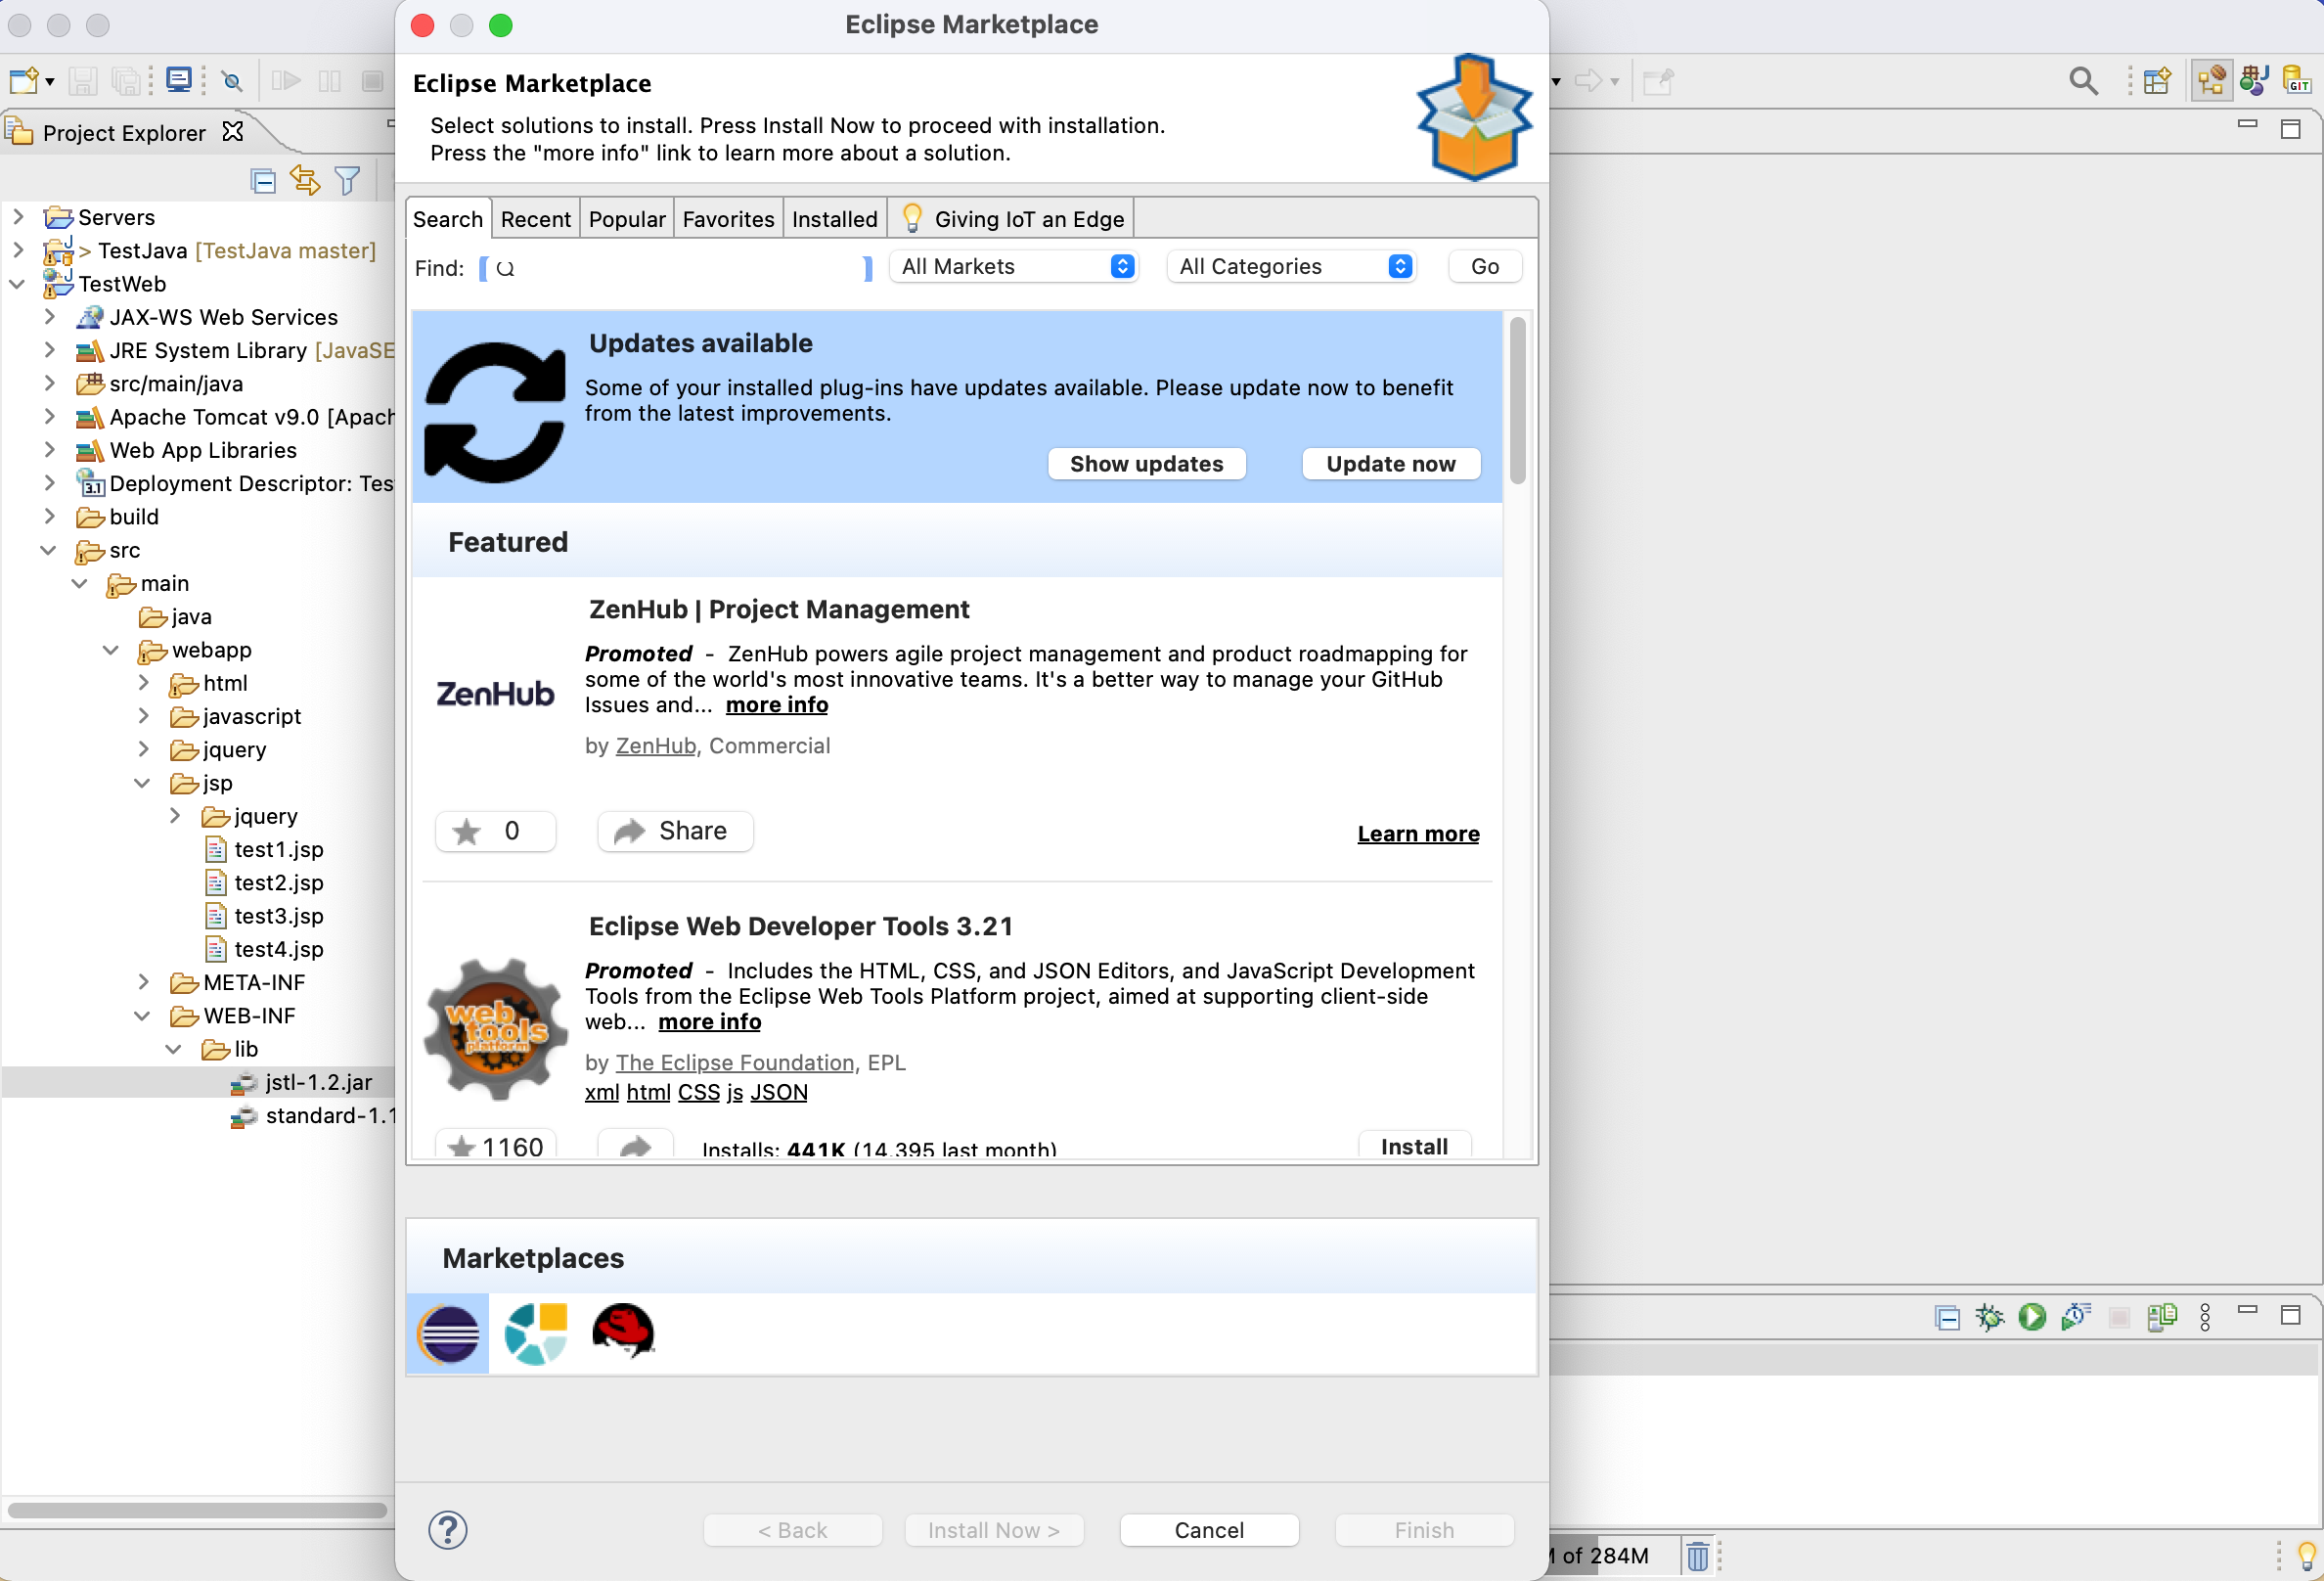 Eclipse Marketplace
Eclipse Marketplace
Select solutions to install. Press Install Now to proceed with installation.
Press the "more info" link to learn more about a solution.
Project Explorer
Servers
> TestJava [TestJava master]
TestWeb
JAX-WS Web Services
JRE System Library [JavaSE
src/main/java
Apache Tomcat v9.0 [Apach
Web App Libraries
3.1 Deployment Descriptor: Tes
build
src
main
java
webapp
html
javascript
jquery
jsp
jquery
test1.jsp
test2.jsp
test3.jsp
test4.jsp
META-INF
WEB-INF
lib
jstl-1.2.jar
standard-1.1
Search Recent Popular Favorites Installed Giving IoT an Edge
Find: All Markets All Categories Go
Updates available
Some of your installed plug-ins have updates available. Please update now to benefit
from the latest improvements.
Show updates Update now
Featured
ZenHub | Project Management
ZenHub
Promoted - ZenHub powers agile project management and product roadmapping for
some of the world's most innovative teams. It's a better way to manage your GitHub
Issues and... more info
by ZenHub, Commercial
0 Share Learn more
Eclipse Web Developer Tools 3.21
web tools platform
Promoted - Includes the HTML, CSS, and JSON Editors, and JavaScript Development
Tools from the Eclipse Web Tools Platform project, aimed at supporting client-side
web... more info
by The Eclipse Foundation, EPL
xml html CSS js JSON
1160 Installs: 441K (14,395 last month) Install
Marketplaces
? < Back Install Now > Cancel Finish
GIT
of 284M